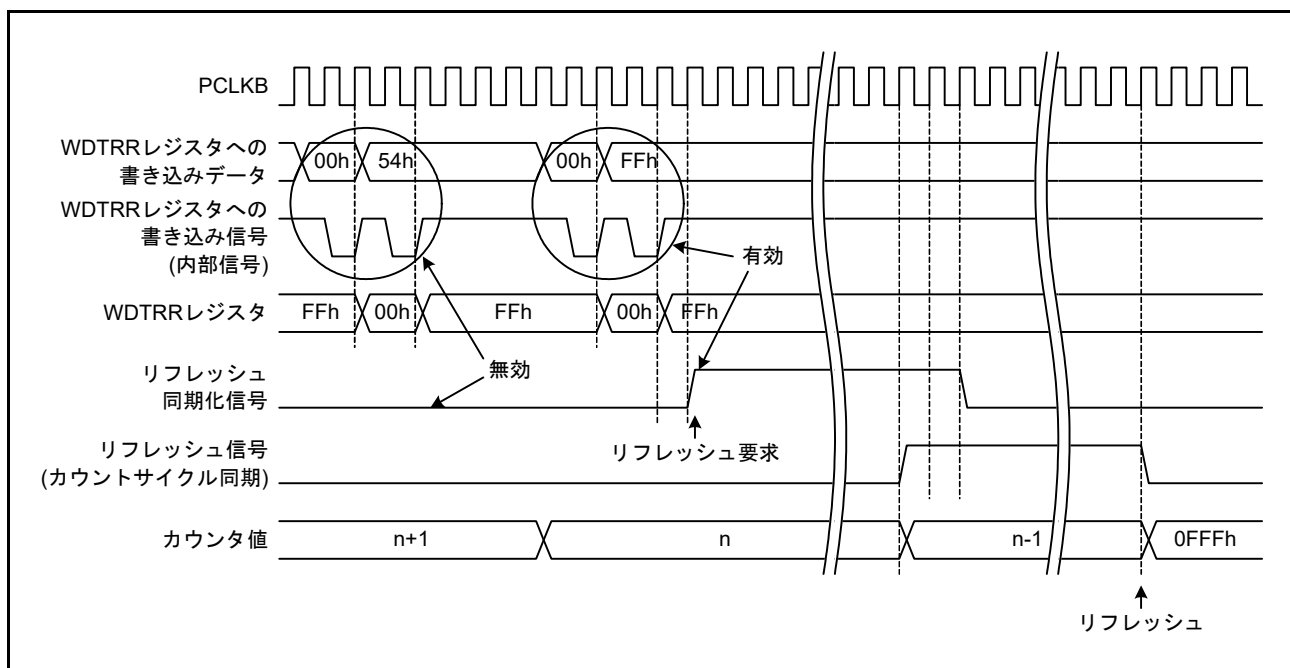 PCLKB
WDTRRレジスタへの
書き込みデータ
00h 54h 00h FFh
WDTRRレジスタへの
書き込み信号
(内部信号)
有効
WDTRRレジスタ
FFh 00h FFh 00h FFh
無効
リフレッシュ
同期化信号
リフレッシュ要求
リフレッシュ信号
(カウントサイクル同期)
カウンタ値
n+1 n n-1 0FFFh
リフレッシュ